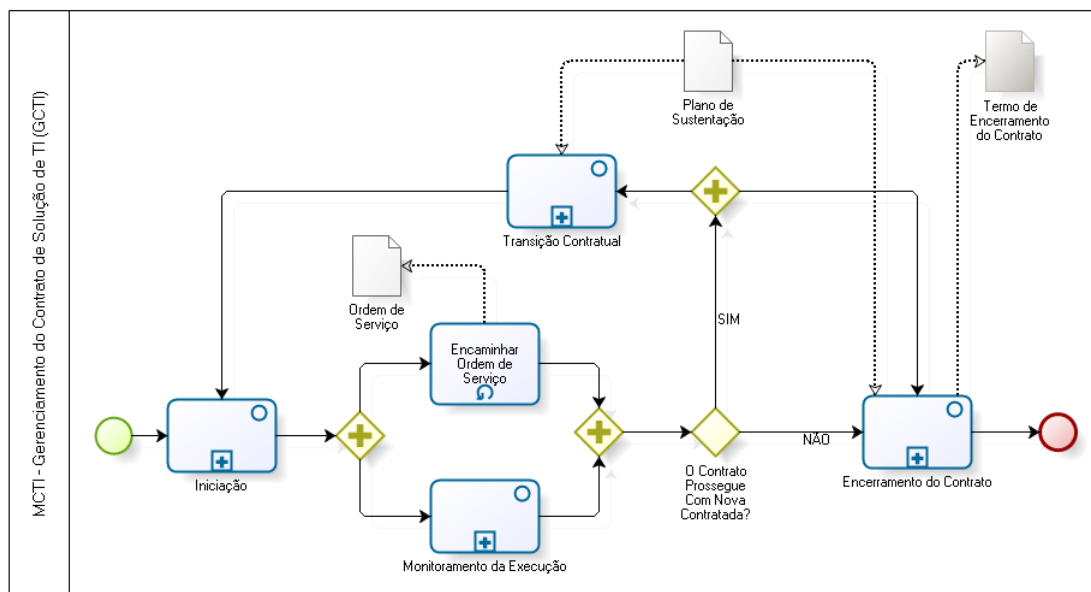 MCTI - Gerenciamento do Contrato de Solução de TI (GCTI)
Plano de
Sustentação
Termo de
Encerramento
do Contrato
Transição Contratual
Ordem de
Serviço
SIM
Encaminhar
Ordem de
Serviço
Iniciação
NÃO
O Contrato
Prossegue
Com Nova
Contratada?
Encerramento do Contrato
Monitoramento da Execução